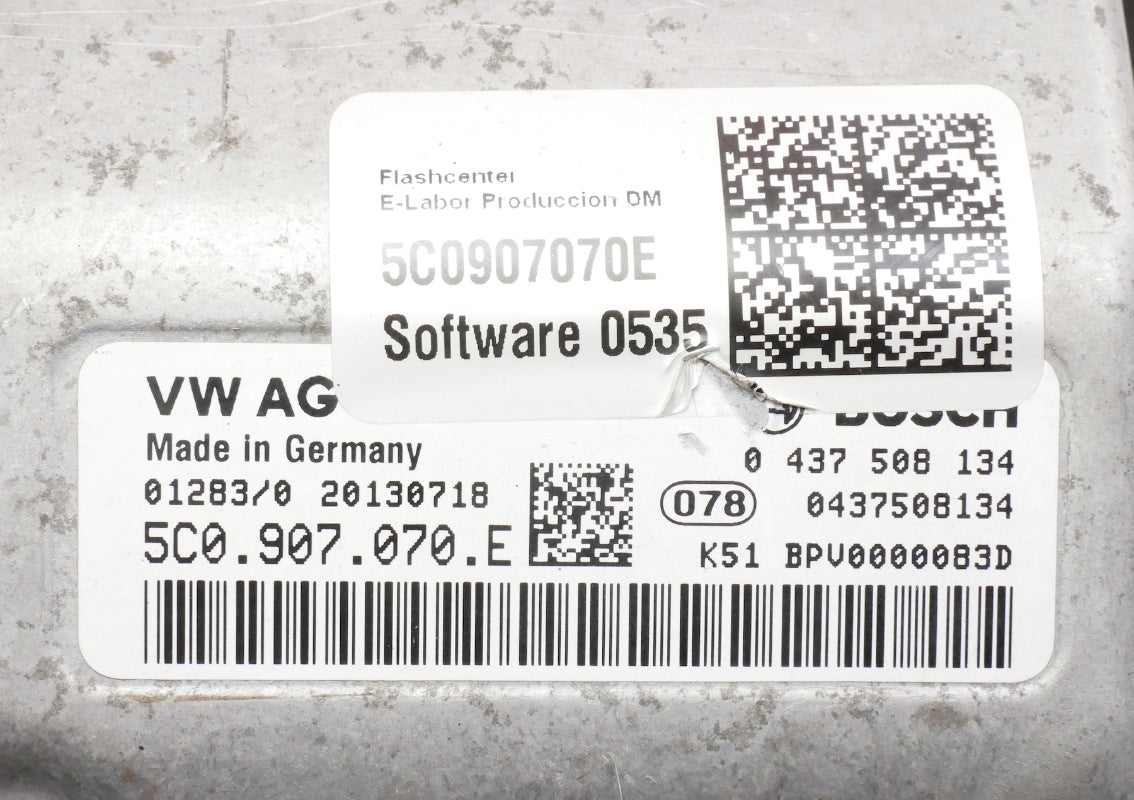 Flashcenter
E-Labor Produccion DM
5C0907070E
Software 0535
VW AG
BOSCH
Made in Germany
0 437 508 134
01283/0 20130718
078
0437508134
5C0.907.070.E
K51 BPV0000083D